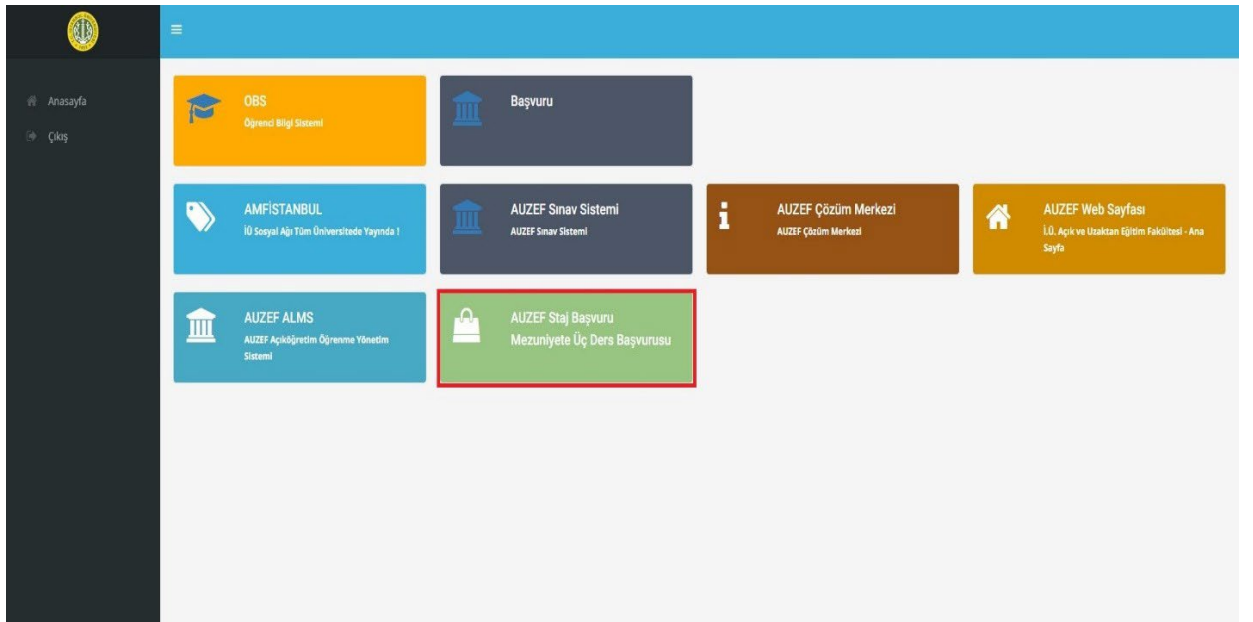 Anasayfa
Çıkış
OBS
Öğrenci Bilgi Sistemi
Başvuru
AMFİSTANBUL
İÜ Sosyal Ağı Tüm Üniversitede Yayında !
AUZEF Sınav Sistemi
AUZEF Sınav Sistemi
AUZEF Çözüm Merkezi
AUZEF Çözüm Merkezi
AUZEF Web Sayfası
İ.Ü. Açık ve Uzaktan Eğitim Fakültesi - Ana
Sayfa
AUZEF ALMS
AUZEF Açıköğretim Öğrenme Yönetim
Sistemi
AUZEF Staj Başvuru
Mezuniyete Üç Ders Başvurusu